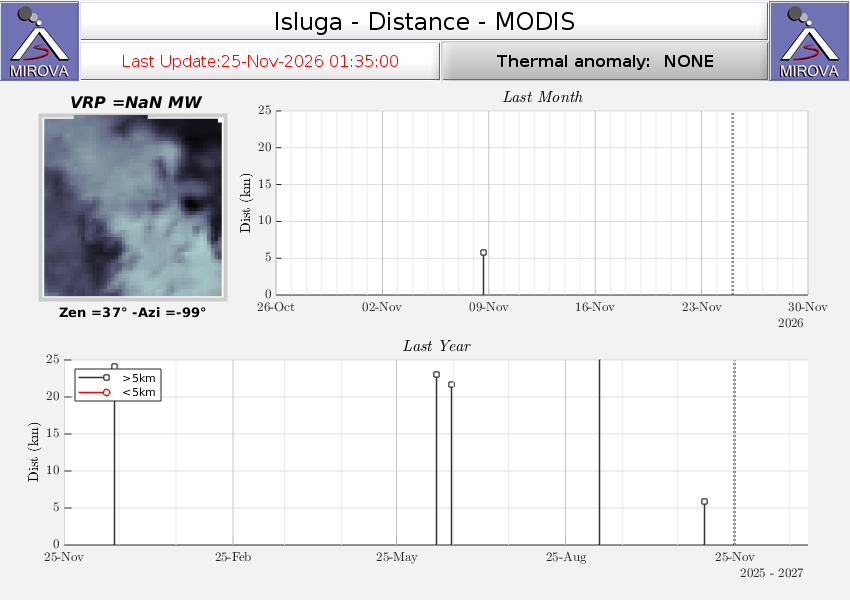 Isluga - Distance - MODIS
MIROVA
MIROVA
Last Update:25-Nov-2026 01:35:00
Thermal anomaly: NONE
VRP =NaN MW
Zen =37° -Azi =-99°
Last Month
Dist (km)
25
20
15
10
5
0
26-Oct 02-Nov 09-Nov 16-Nov 23-Nov 30-Nov
2026
Last Year
Dist (km)
25
20
15
10
5
0
>5km
<5km
25-Nov 25-Feb 25-May 25-Aug 25-Nov
2025 - 2027